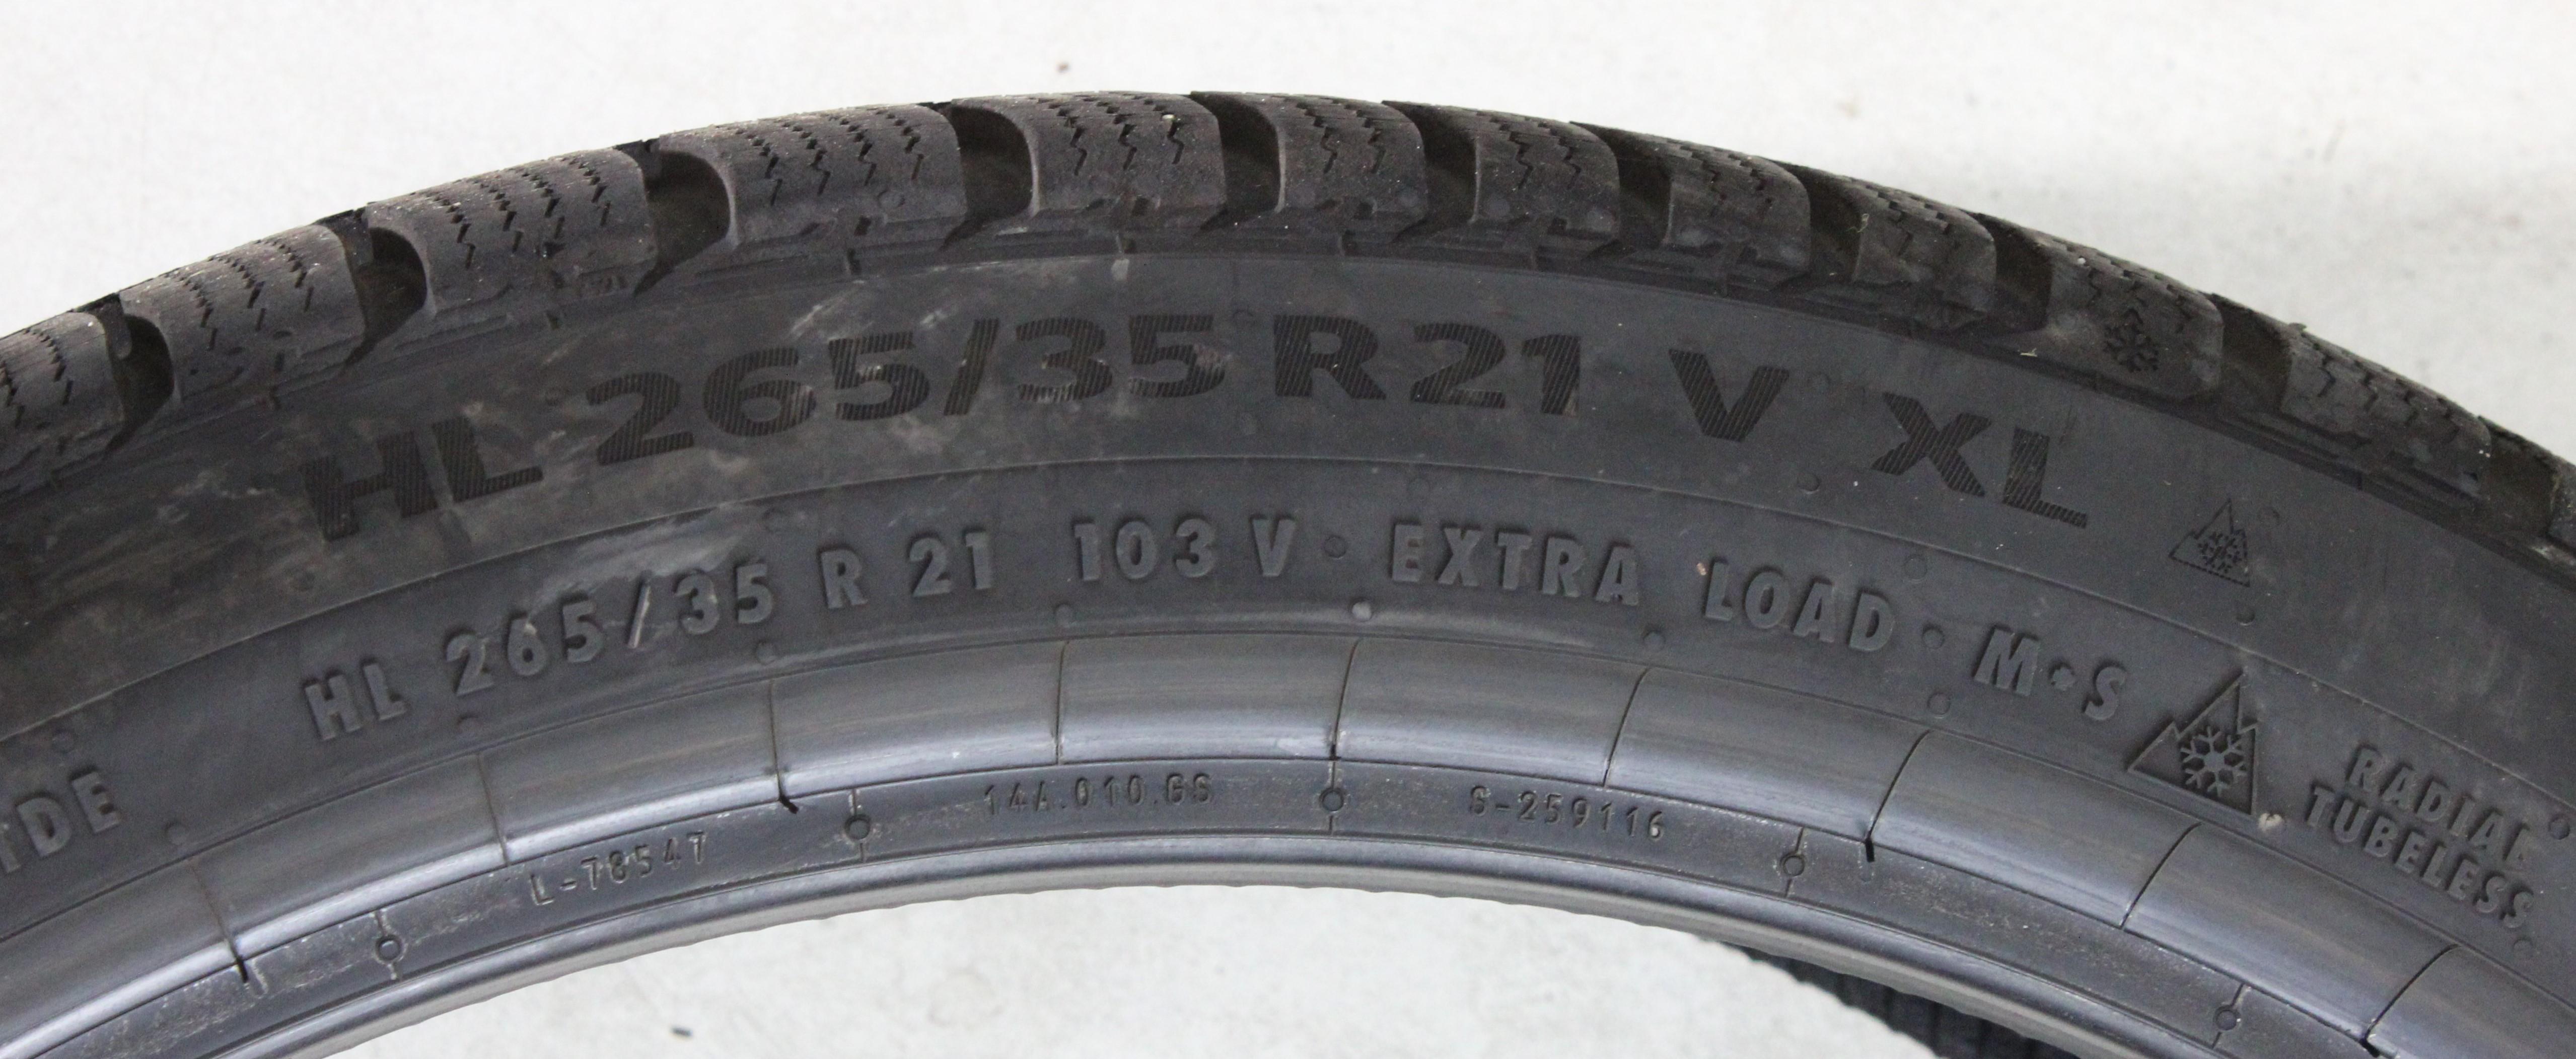 HL 265/35 R21 V XL
HL 265/35 R 21 103 V · EXTRA LOAD · M•S
RADIAL
TUBELESS
IDE
L-78547
14A.010.GS
S-259116